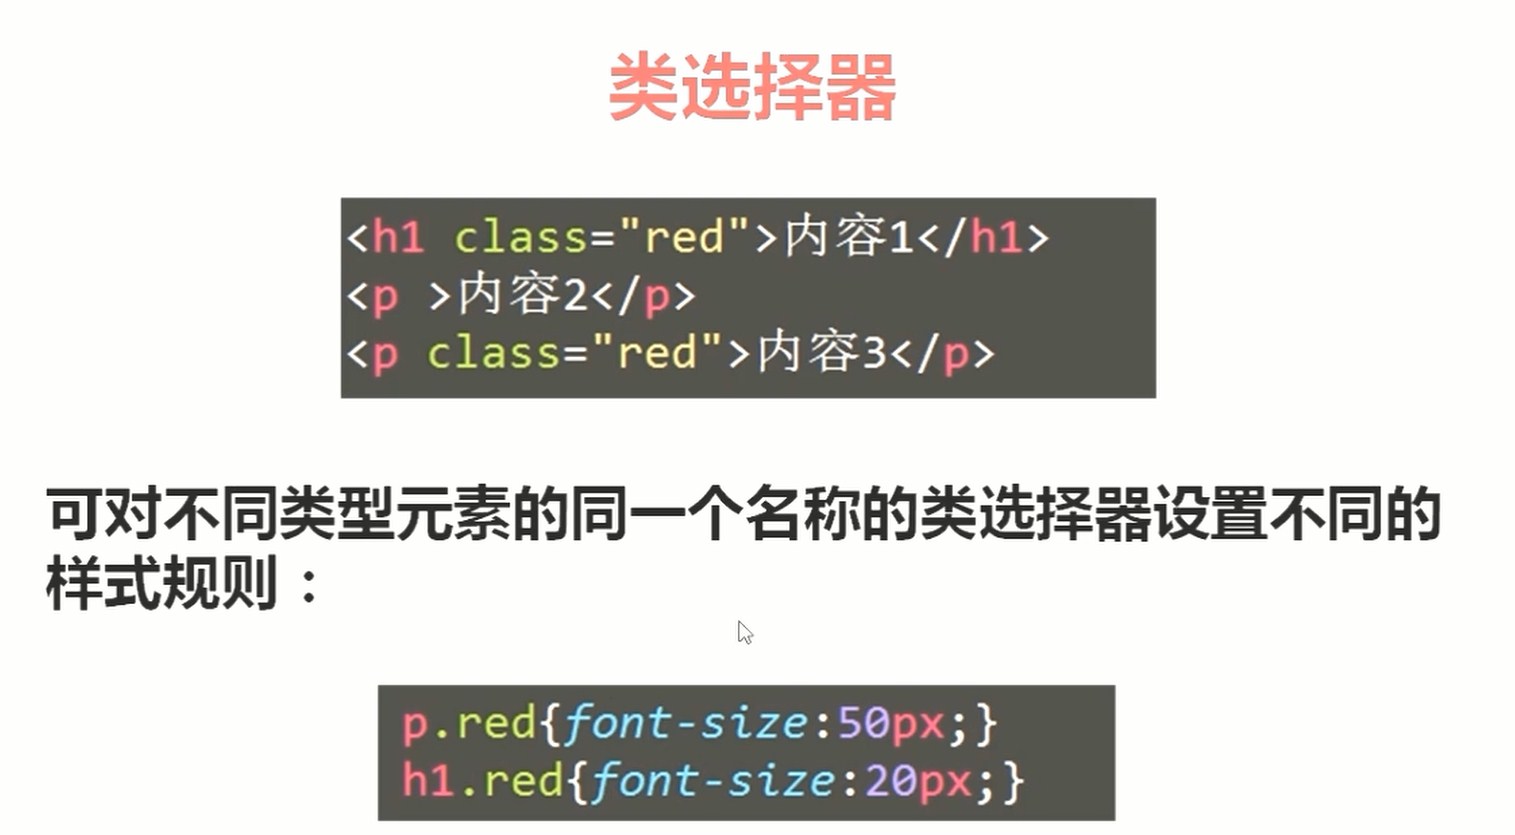 类选择器
<h1 class="red">内容1</h1>
<p >内容2</p>
<p class="red">内容3</p>
可对不同类型元素的同一个名称的类选择器设置不同的
样式规则：
p.red{font-size:50px;}
h1.red{font-size:20px;}